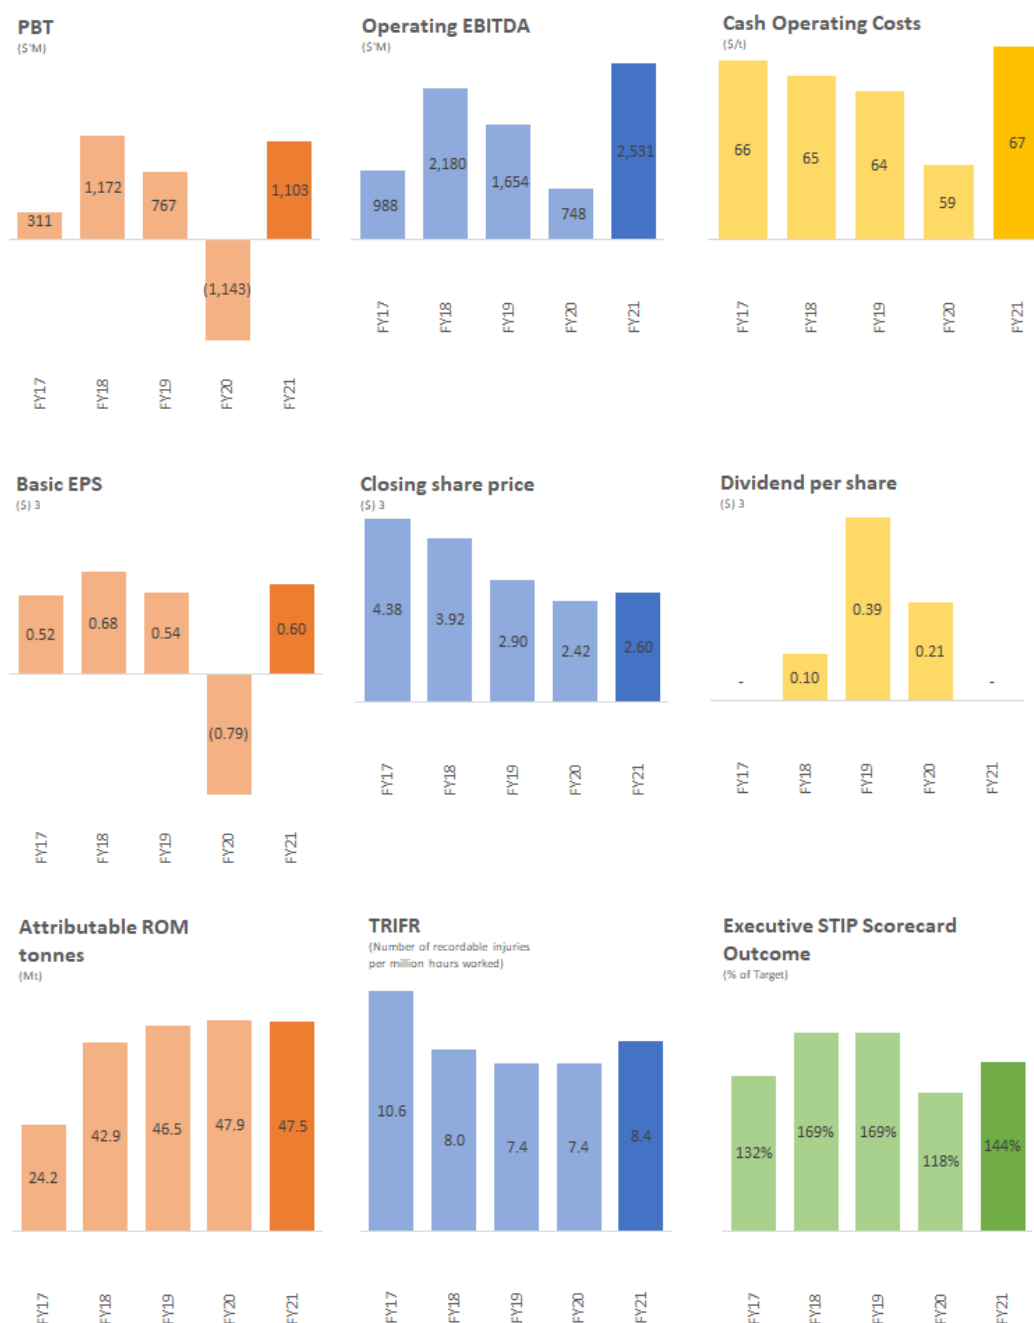 PBT
($'M)
311
1,172
767
(1,143)
1,103
FY17
FY18
FY19
FY20
FY21
Operating EBITDA
($'M)
988
2,180
1,654
748
2,531
FY17
FY18
FY19
FY20
FY21
Cash Operating Costs
($/t)
66
65
64
59
67
FY17
FY18
FY19
FY20
FY21
Basic EPS
($) 3
0.52
0.68
0.54
(0.79)
0.60
FY17
FY18
FY19
FY20
FY21
Closing share price
($) 3
4.38
3.92
2.90
2.42
2.60
FY17
FY18
FY19
FY20
FY21
Dividend per share
($) 3
-
0.10
0.39
0.21
-
FY17
FY18
FY19
FY20
FY21
Attributable ROM
tonnes
(Mt)
24.2
42.9
46.5
47.9
47.5
FY17
FY18
FY19
FY20
FY21
TRIFR
(Number of recordable injuries
per million hours worked)
10.6
8.0
7.4
7.4
8.4
FY17
FY18
FY19
FY20
FY21
Executive STIP Scorecard
Outcome
(% of Target)
132%
169%
169%
118%
144%
FY17
FY18
FY19
FY20
FY21